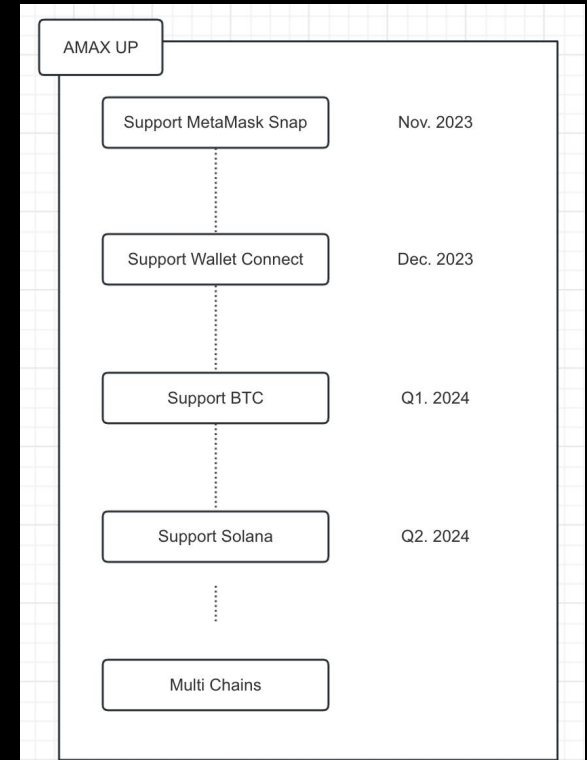 AMAX UP
Support MetaMask Snap
Nov. 2023
Support Wallet Connect
Dec. 2023
Support BTC
Q1. 2024
Support Solana
Q2. 2024
Multi Chains